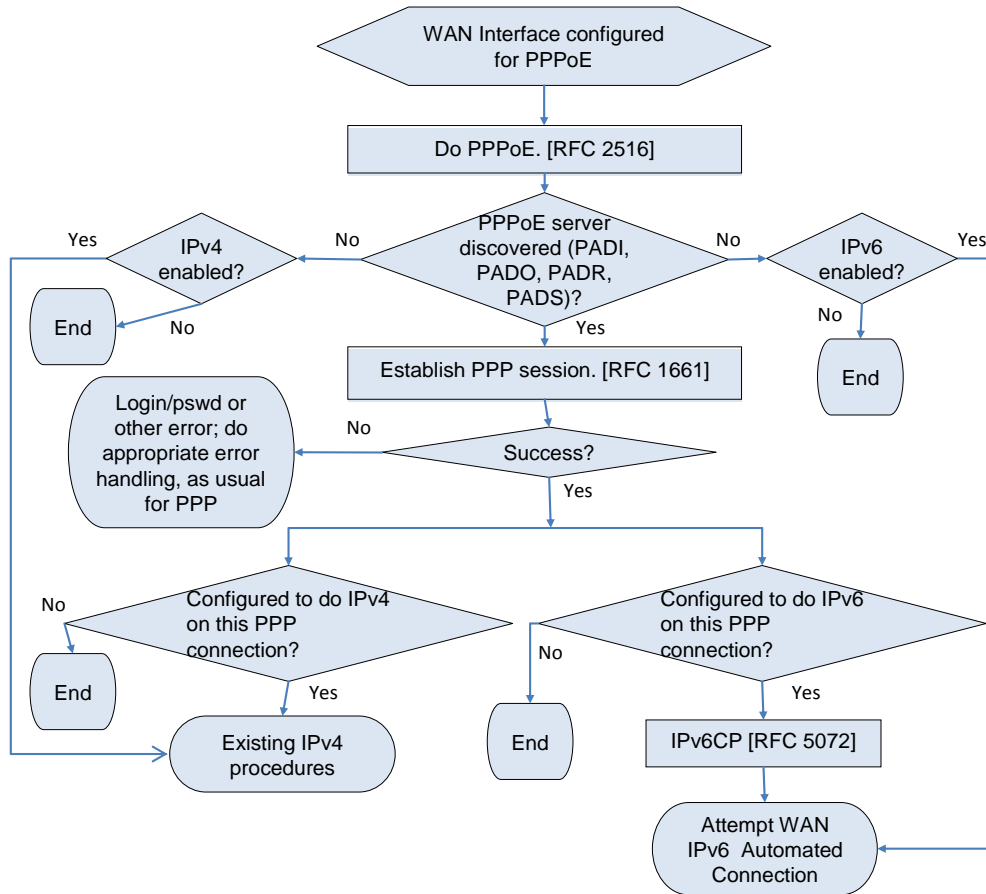 WAN Interface configured
for PPPoE
Do PPPoE. [RFC 2516]
PPPoE server
discovered (PADI,
PADO, PADR,
PADS)?
Yes
IPv4
enabled?
No
No
IPv6
enabled?
Yes
End
No
Yes
No
End
Establish PPP session. [RFC 1661]
Login/pswd or
other error; do
appropriate error
handling, as usual
for PPP
No
Success?
Yes
No
Configured to do IPv4
on this PPP
connection?
Configured to do IPv6
on this PPP
connection?
No
End
Yes
Yes
Existing IPv4
procedures
End
IPv6CP [RFC 5072]
Attempt WAN
IPv6 Automated
Connection